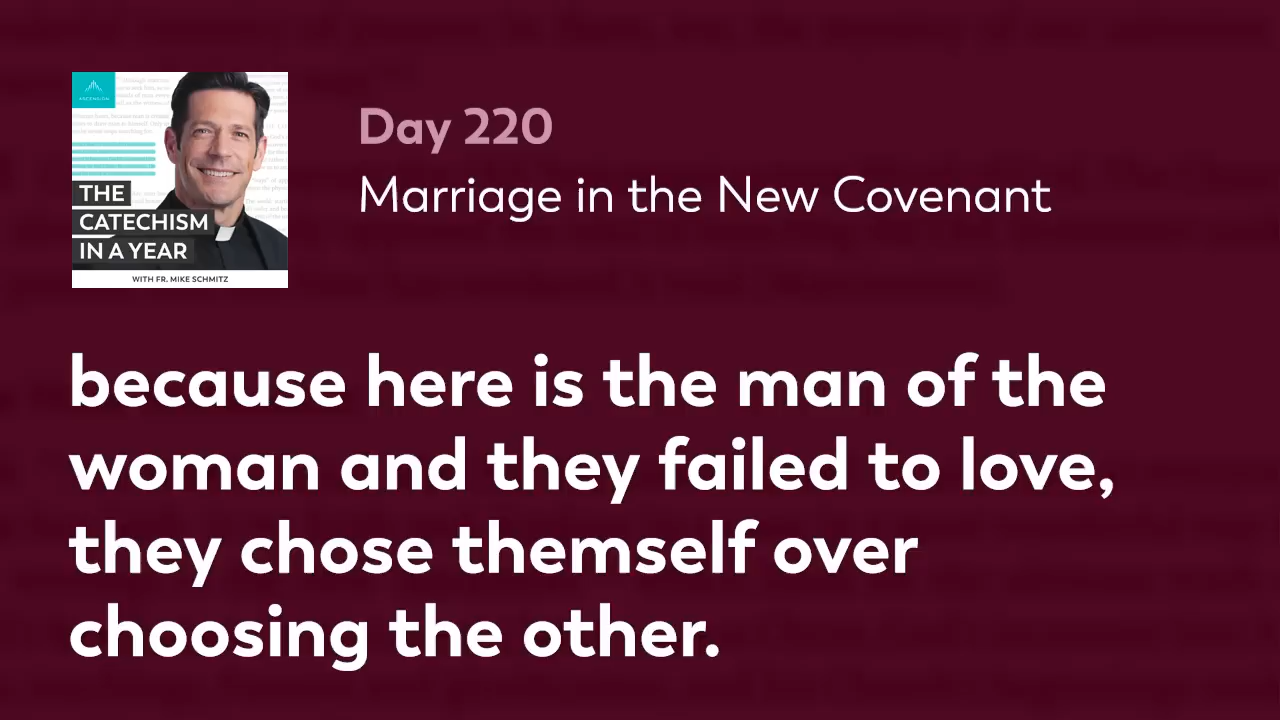 ASCENSION
THE
CATECHISM
IN A YEAR
WITH FR. MIKE SCHMITZ
Day 220
Marriage in the New Covenant
because here is the man of the
woman and they failed to love,
they chose themself over
choosing the other.